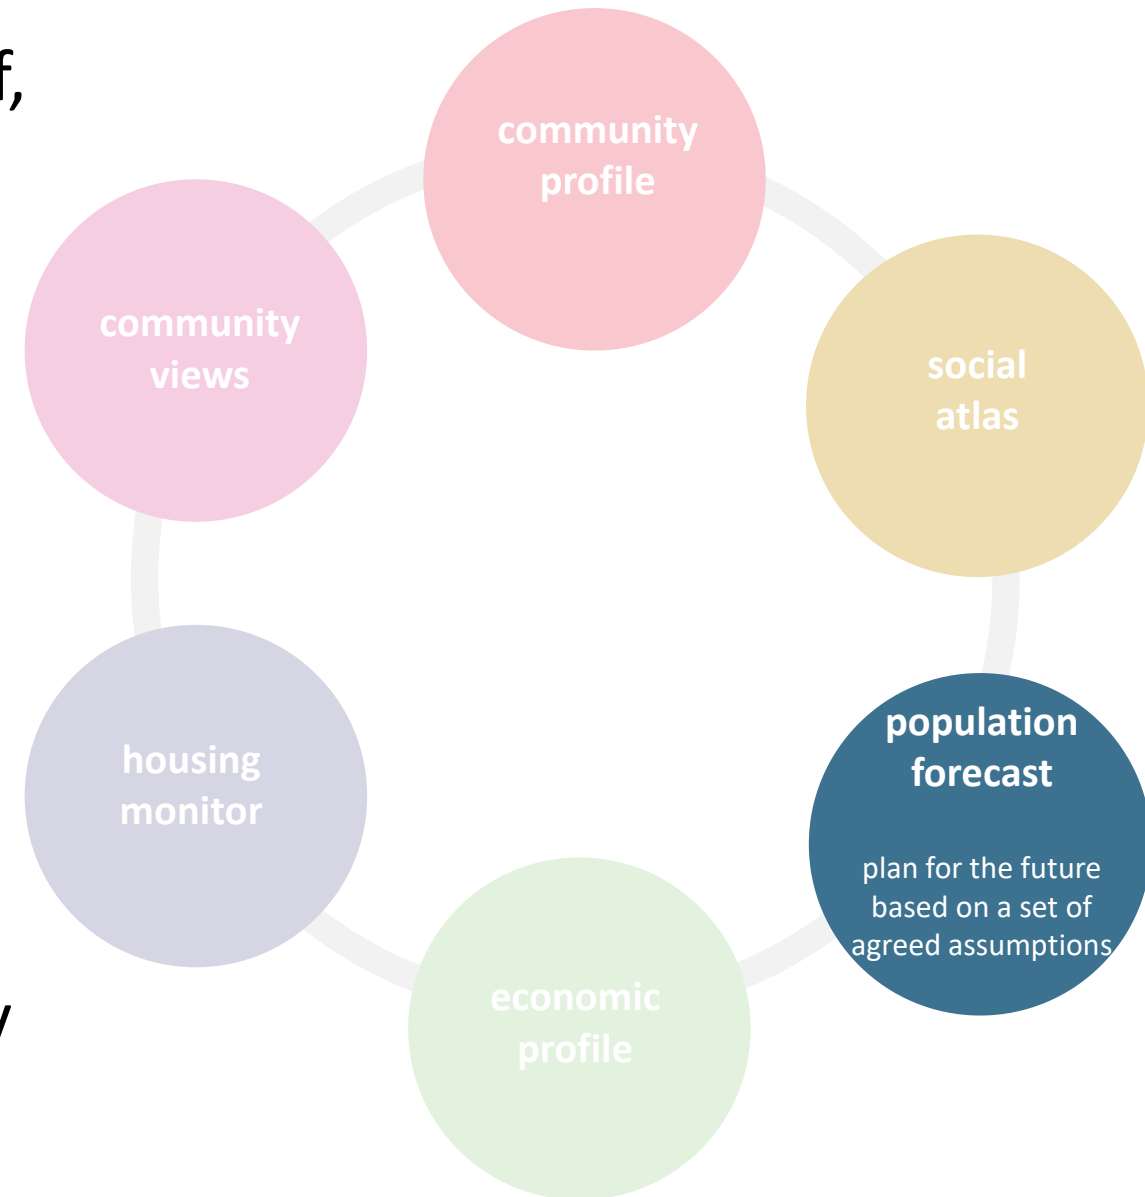 f,
community
profile
community
views
social
atlas
population
forecast
plan for the future
based on a set of
agreed assumptions
housing
monitor
economic
profile
y